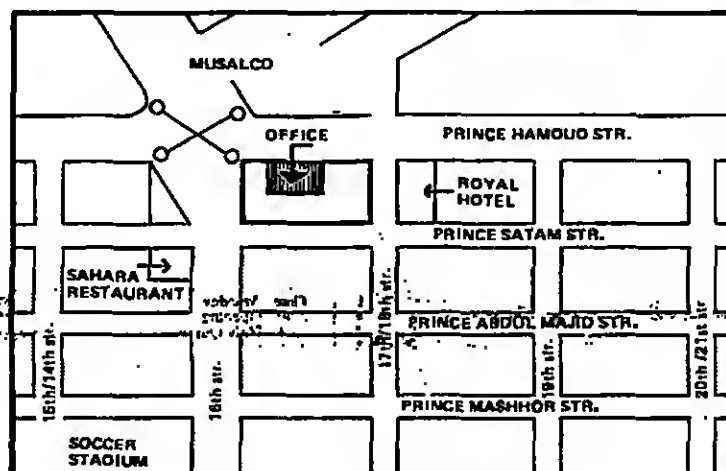 MUSALCO
OFFICE
PRINCE HAMOUD STR.
ROYAL
HOTEL
PRINCE SATAM STR.
SAHARA
RESTAURANT
PRINCE ABDUL MAJID STR.
15th/14th str.
16th str.
17th/18th str.
19th str.
20th/21st str
PRINCE MASHHOR STR.
SOCCER
STADIUM